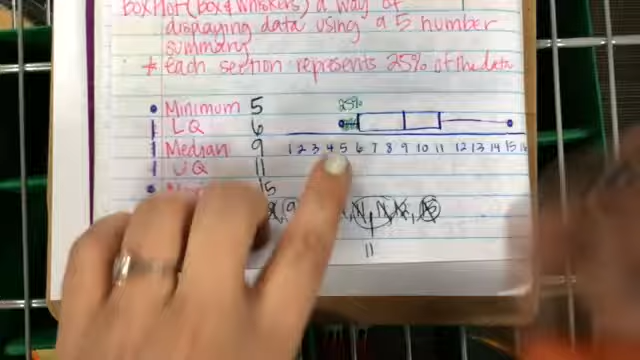 BoxPlot (box & whiskers) a way of
displaying data using a 5 number
summary
* each section represents 25% of the data
25%
Minimum 5
LQ 6
Median 9
1 2 3 4 5 6 7 8 9 10 11 12 13 14 15 16
UQ 11
15
11